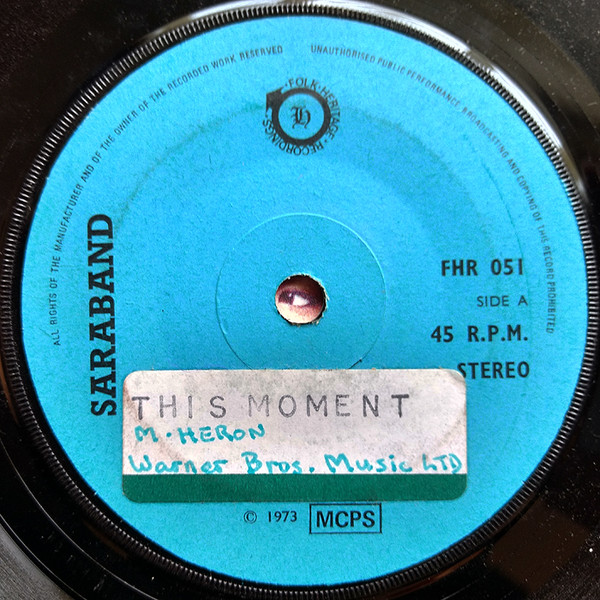 ALL RIGHTS OF THE MANUFACTURER AND OF THE OWNER OF THE RECORDED WORK RESERVED
UNAUTHORISED PUBLIC PERFORMANCE BROADCASTING AND COPYING OF THIS RECORD PROHIBITED
FOLK·HERITAGE·RECORDINGS
H
SARABAND
FHR 051
SIDE A
45 R.P.M.
STEREO
THIS MOMENT
M·HERON
Warner Bros. Music LTD
© 1973 MCPS